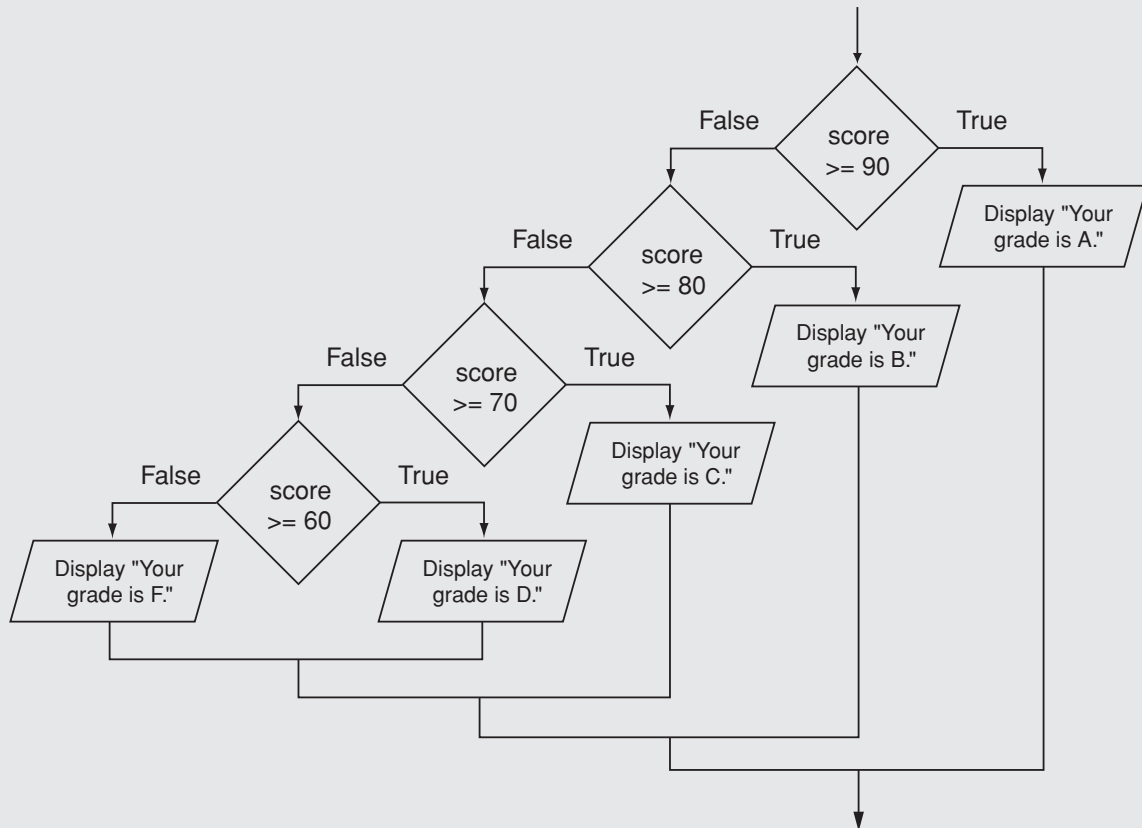 False
True
score
>= 90
Display "Your
grade is A."
False
True
score
>= 80
Display "Your
grade is B."
False
True
score
>= 70
Display "Your
grade is C."
False
True
score
>= 60
Display "Your
grade is F."
Display "Your
grade is D."